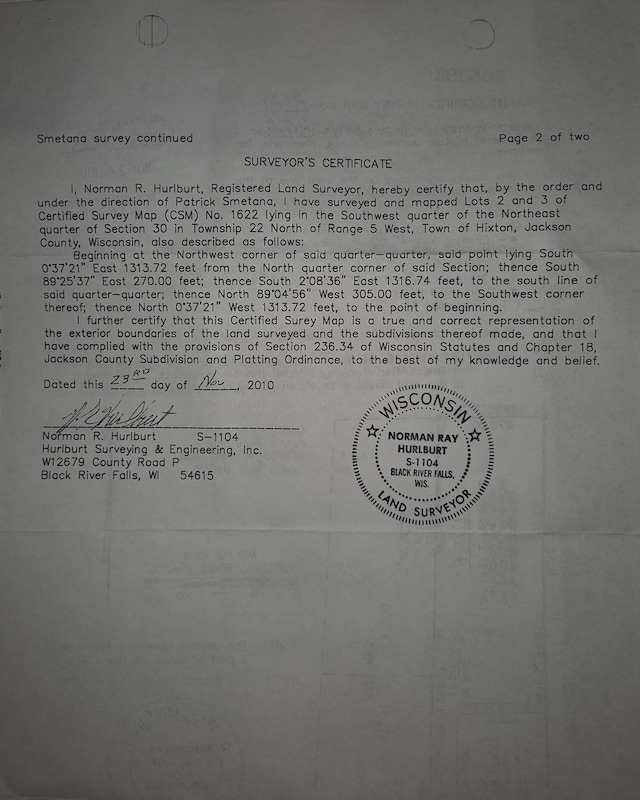 Smetana survey continued
Page 2 of two
SURVEYOR'S CERTIFICATE
I, Norman R. Hurlburt, Registered Land Surveyor, hereby certify that, by the order and
under the direction of Patrick Smetana, I have surveyed and mapped Lots 2 and 3 of
Certified Survey Map (CSM) No. 1622 lying in the Southwest quarter of the Northeast
quarter of Section 30 in Township 22 North of Range 5 West, Town of Hixton, Jackson
County, Wisconsin, also described as follows:
Beginning at the Northwest corner of said quarter-quarter, said point lying South
0°37'21" East 1313.72 feet from the North quarter corner of said Section; thence South
89°25'37" East 270.00 feet; thence South 2°08'36" East 1316.74 feet, to the south line of
said quarter-quarter; thence North 89°04'56" West 305.00 feet, to the Southwest corner
thereof; thence North 0°37'21" West 1313.72 feet, to the point of beginning.
I further certify that this Certified Surey Map is a true and correct representation of
the exterior boundaries of the land surveyed and the subdivisions thereof made, and that I
have complied with the provisions of Section 236.34 of Wisconsin Statutes and Chapter 18,
Jackson County Subdivision and Platting Ordinance, to the best of my knowledge and belief.
Dated this 23RD day of Nov, 2010
Norman R. Hurlburt S-1104
Hurlburt Surveying & Engineering, Inc.
W12679 County Road P
Black River Falls, WI 54615
WISCONSIN
NORMAN RAY
HURLBURT
S-1104
BLACK RIVER FALLS,
WIS.
LAND SURVEYOR